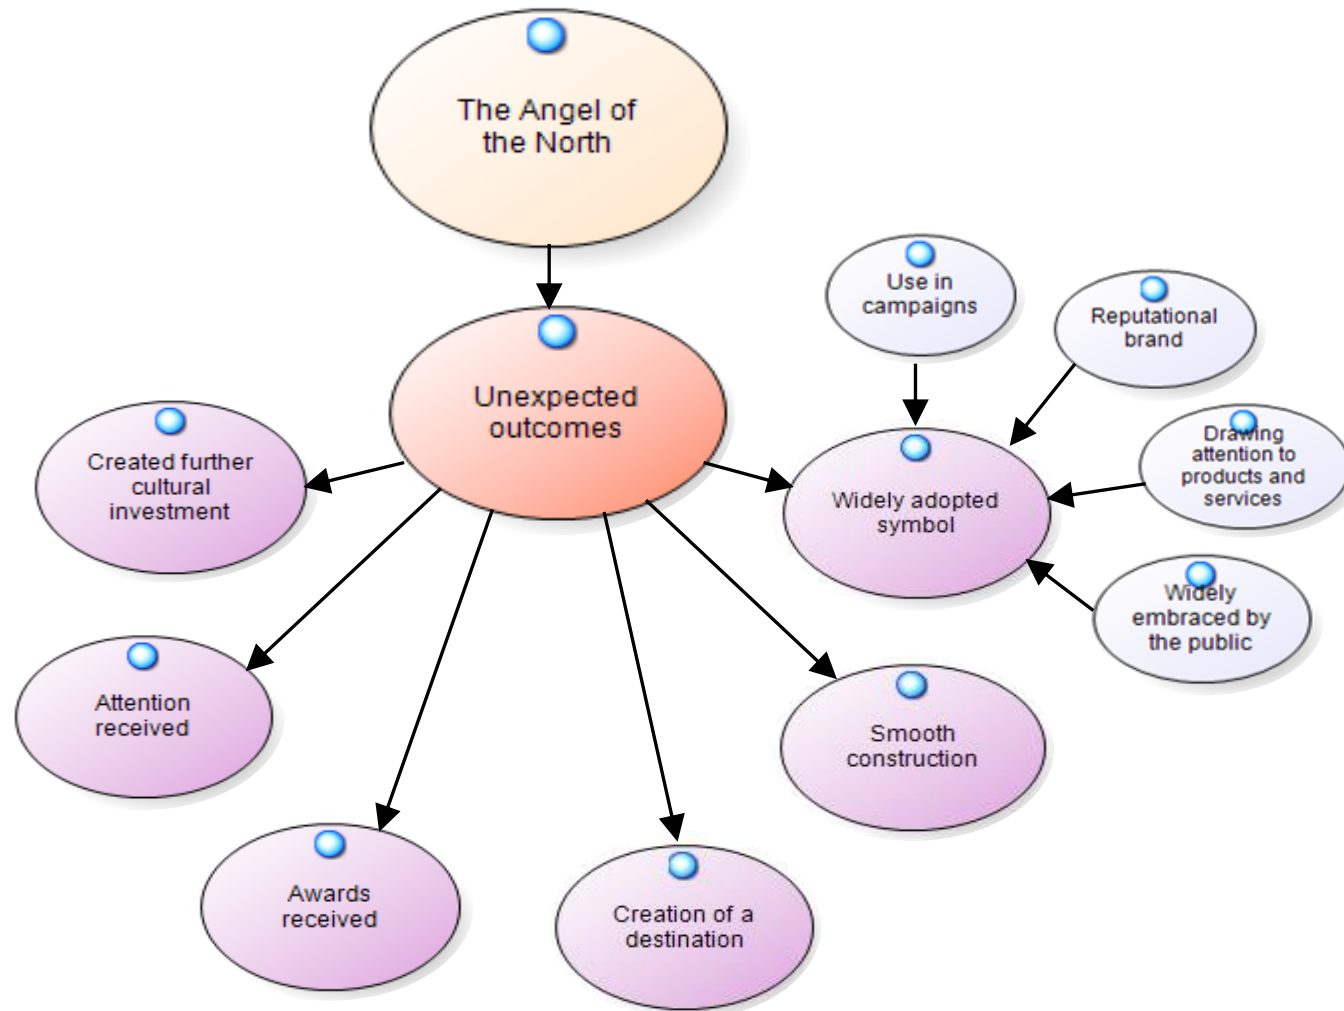 The Angel of
the North
Use in
campaigns
Reputational
brand
Unexpected
outcomes
Created further
cultural
investment
Drawing
attention to
products and
services
Widely adopted
symbol
Widely
embraced by
the public
Attention
received
Smooth
construction
Awards
received
Creation of a
destination